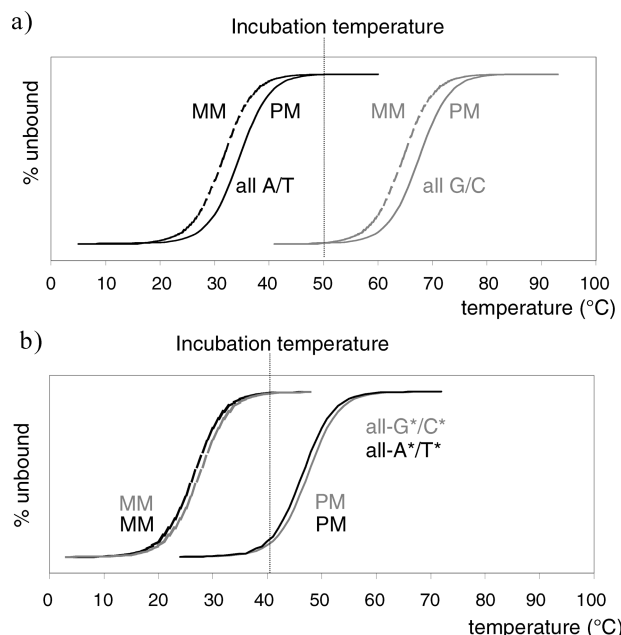 a)
Incubation temperature
% unbound
MM PM MM PM
all A/T all G/C
0 10 20 30 40 50 60 70 80 90 100
temperature (°C)
b)
Incubation temperature
% unbound
all-G*/C*
all-A*/T*
MM PM
MM PM
0 10 20 30 40 50 60 70 80 90 100
temperature (°C)